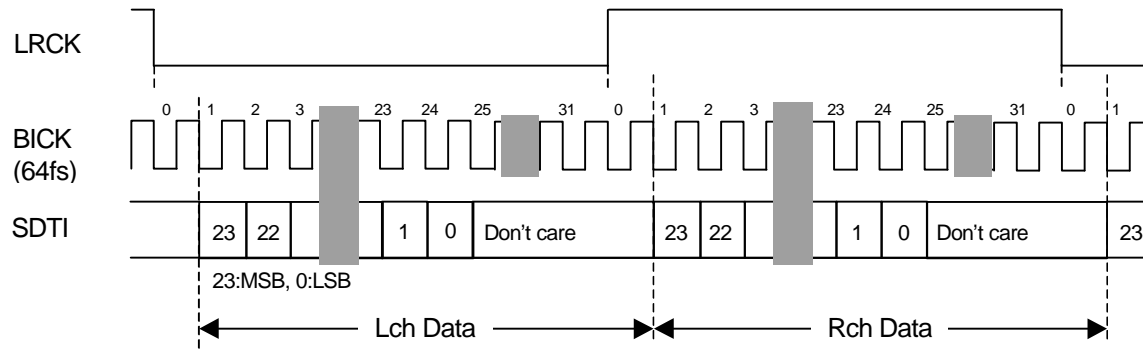 LRCK
0 1 2 3 23 24 25 31 0 1 2 3 23 24 25 31 0 1
BICK
(64fs)
SDTI 23 22 1 0 Don't care 23 22 1 0 Don't care 23
23:MSB, 0:LSB
Lch Data Rch Data